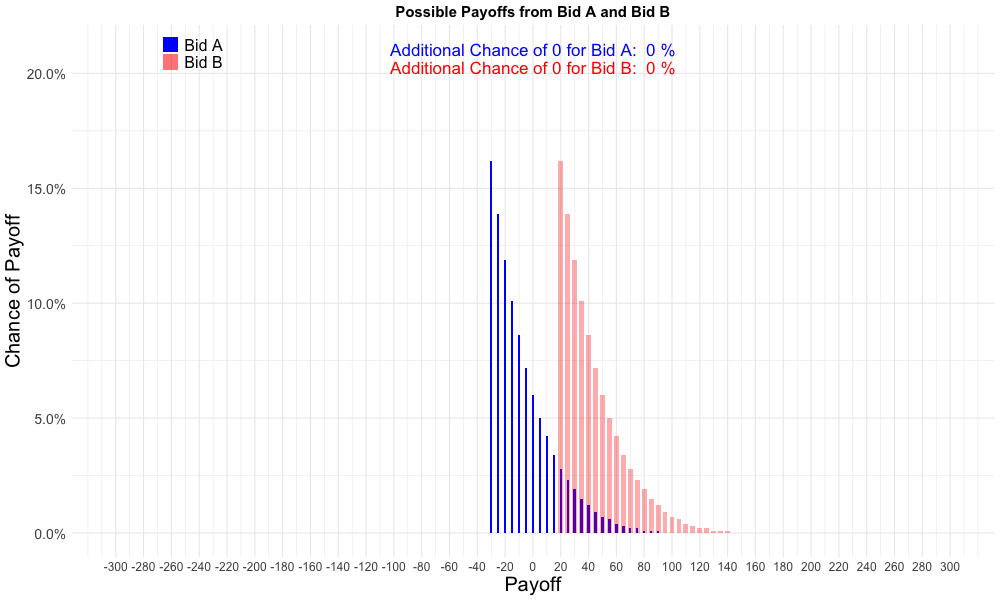 Possible Payoffs from Bid A and Bid B
Bid A
Bid B
Additional Chance of 0 for Bid A:  0 %
Additional Chance of 0 for Bid B:  0 %
Chance of Payoff
20.0%
15.0%
10.0%
5.0%
0.0%
-300 -280 -260 -240 -220 -200 -180 -160 -140 -120 -100 -80 -60 -40 -20 0 20 40 60 80 100 120 140 160 180 200 220 240 260 280 300
Payoff